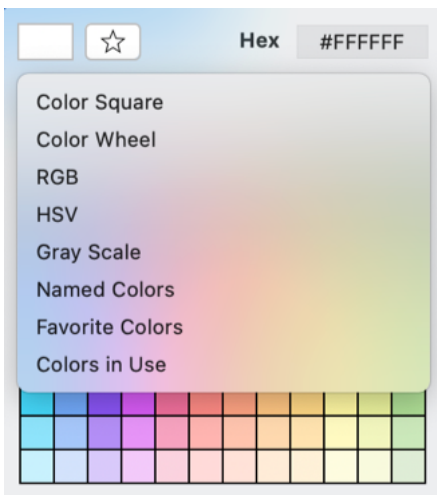 Hex #FFFFFF
Color Square
Color Wheel
RGB
HSV
Gray Scale
Named Colors
Favorite Colors
Colors in Use